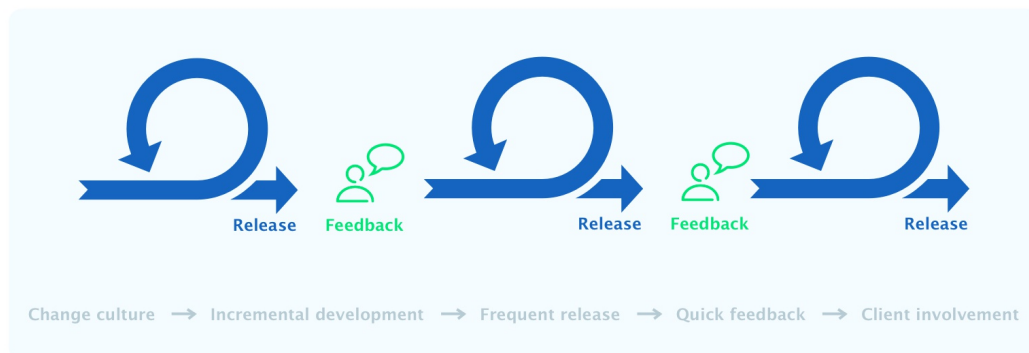 Release Feedback Release Feedback Release
Change culture → Incremental development → Frequent release → Quick feedback → Client involvement